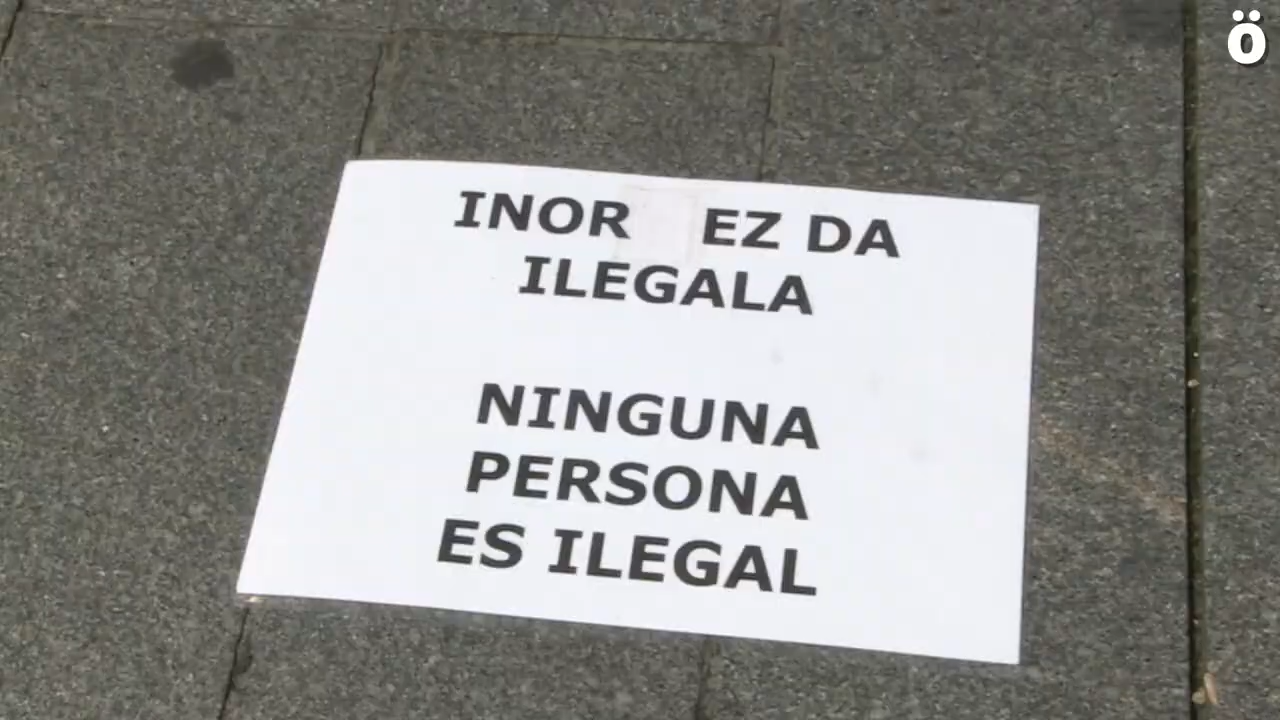 ö
INOR EZ DA
ILEGALA
NINGUNA
PERSONA
ES ILEGAL